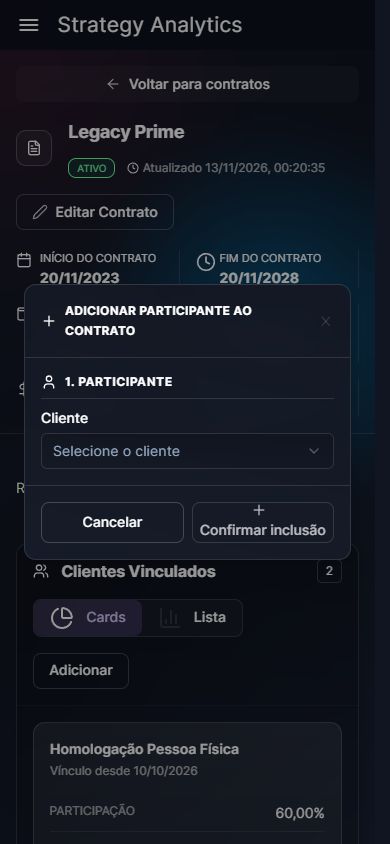 Strategy Analytics
Voltar para contratos
Legacy Prime
ATIVO
Atualizado 13/11/2026, 00:20:35
Editar Contrato
INÍCIO DO CONTRATO
20/11/2023
FIM DO CONTRATO
20/11/2028
ADICIONAR PARTICIPANTE AO
CONTRATO
1. PARTICIPANTE
Cliente
Selecione o cliente
Cancelar
Confirmar inclusão
Clientes Vinculados
2
Cards
Lista
Adicionar
Homologação Pessoa Física
Vínculo desde 10/10/2026
PARTICIPAÇÃO
60,00%